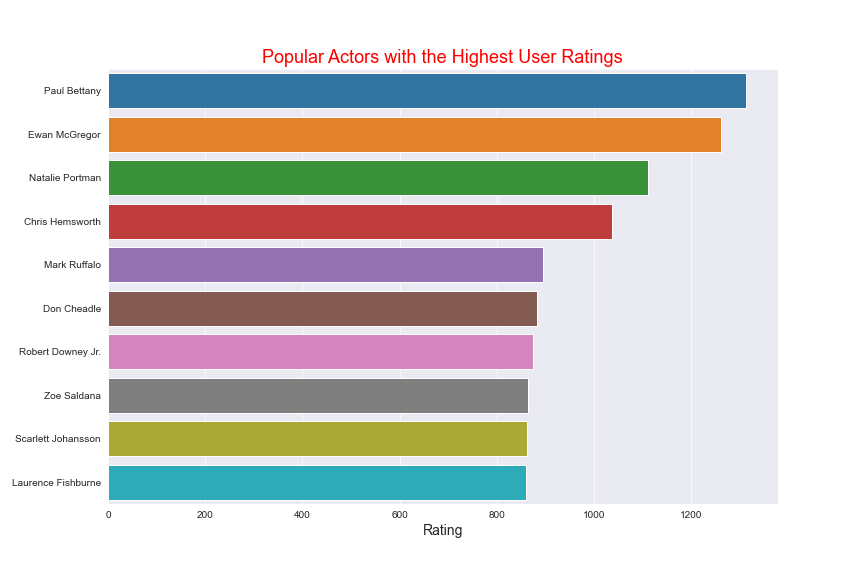 Popular Actors with the Highest User Ratings
Paul Bettany
Ewan McGregor
Natalie Portman
Chris Hemsworth
Mark Ruffalo
Don Cheadle
Robert Downey Jr.
Zoe Saldana
Scarlett Johansson
Laurence Fishburne
0 200 400 600 800 1000 1200
Rating